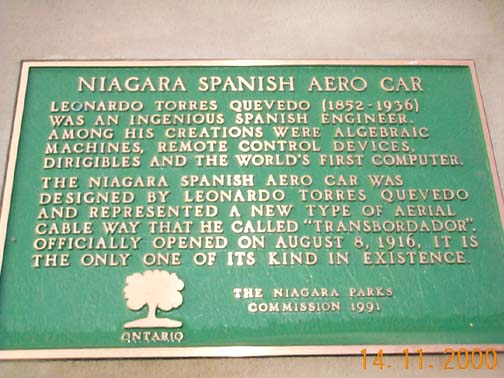 NIAGARA SPANISH AERO CAR
LEONARDO TORRES QUEVEDO (1852-1936)
WAS AN INGENIOUS SPANISH ENGINEER.
AMONG HIS CREATIONS WERE ALGEBRAIC
MACHINES, REMOTE CONTROL DEVICES,
DIRIGIBLES AND THE WORLD'S FIRST COMPUTER.
THE NIAGARA SPANISH AERO CAR WAS
DESIGNED BY LEONARDO TORRES QUEVEDO
AND REPRESENTED A NEW TYPE OF AERIAL
CABLE WAY THAT HE CALLED "TRANSBORDADOR".
OFFICIALLY OPENED ON AUGUST 8, 1916, IT IS
THE ONLY ONE OF ITS KIND IN EXISTENCE.
THE NIAGARA PARKS
COMMISSION 1991
ONTARIO
14. 11. 2000